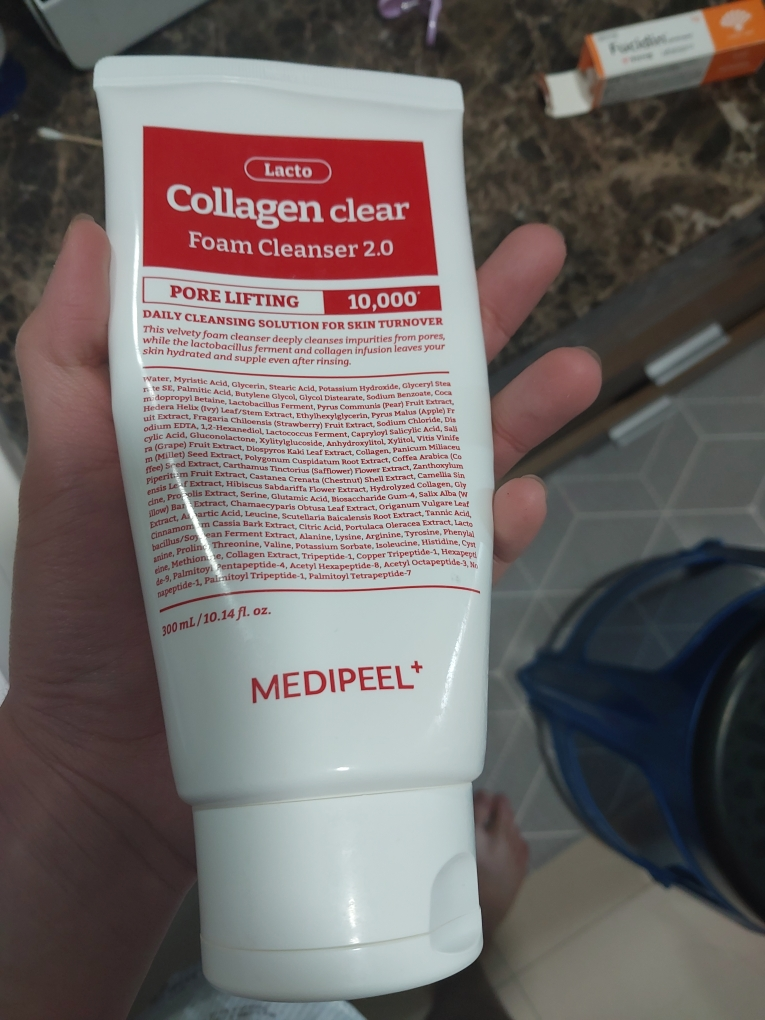 Fucidin
Lacto
Collagen clear
Foam Cleanser 2.0
PORE LIFTING 10,000*
DAILY CLEANSING SOLUTION FOR SKIN TURNOVER
This velvety foam cleanser deeply cleanses impurities from pores,
while the lactobacillus ferment and collagen infusion leaves your
skin hydrated and supple even after rinsing.
Water, Myristic Acid, Glycerin, Stearic Acid, Potassium Hydroxide, Glyceryl Stea
rate SE, Palmitic Acid, Butylene Glycol, Glycol Distearate, Sodium Benzoate, Coca
midopropyl Betaine, Lactobacillus Ferment, Pyrus Communis (Pear) Fruit Extract,
Hedera Helix (Ivy) Leaf/Stem Extract, Ethylhexylglycerin, Pyrus Malus (Apple) Fr
uit Extract, Fragaria Chiloensis (Strawberry) Fruit Extract, Sodium Chloride, Dis
odium EDTA, 1,2-Hexanediol, Lactococcus Ferment, Capryloyl Salicylic Acid, Sali
cylic Acid, Gluconolactone, Xylitylglucoside, Anhydroxylitol, Xylitol, Vitis Vinife
ra (Grape) Fruit Extract, Diospyros Kaki Leaf Extract, Collagen, Panicum Miliaceu
m (Millet) Seed Extract, Polygonum Cuspidatum Root Extract, Coffea Arabica (Co
ffee) Seed Extract, Carthamus Tinctorius (Safflower) Flower Extract, Zanthoxylum
Piperitum Fruit Extract, Castanea Crenata (Chestnut) Shell Extract, Camellia Sin
ensis Leaf Extract, Hibiscus Sabdariffa Flower Extract, Hydrolyzed Collagen, Gly
cine, Propolis Extract, Serine, Glutamic Acid, Biosaccharide Gum-4, Salix Alba (W
illow) Bark Extract, Chamaecyparis Obtusa Leaf Extract, Origanum Vulgare Leaf
Extract, Aspartic Acid, Leucine, Scutellaria Baicalensis Root Extract, Tannic Acid,
Cinnamomum Cassia Bark Extract, Citric Acid, Portulaca Oleracea Extract, Lacto
bacillus/Soybean Ferment Extract, Alanine, Lysine, Arginine, Tyrosine, Phenylal
anine, Proline, Threonine, Valine, Potassium Sorbate, Isoleucine, Histidine, Cyst
eine, Methionine, Collagen Extract, Tripeptide-1, Copper Tripeptide-1, Hexapepti
de-9, Palmitoyl Pentapeptide-4, Acetyl Hexapeptide-8, Acetyl Octapeptide-3, No
napeptide-1, Palmitoyl Tripeptide-1, Palmitoyl Tetrapeptide-7
300 mL / 10.14 fl. oz.
MEDIPEEL+